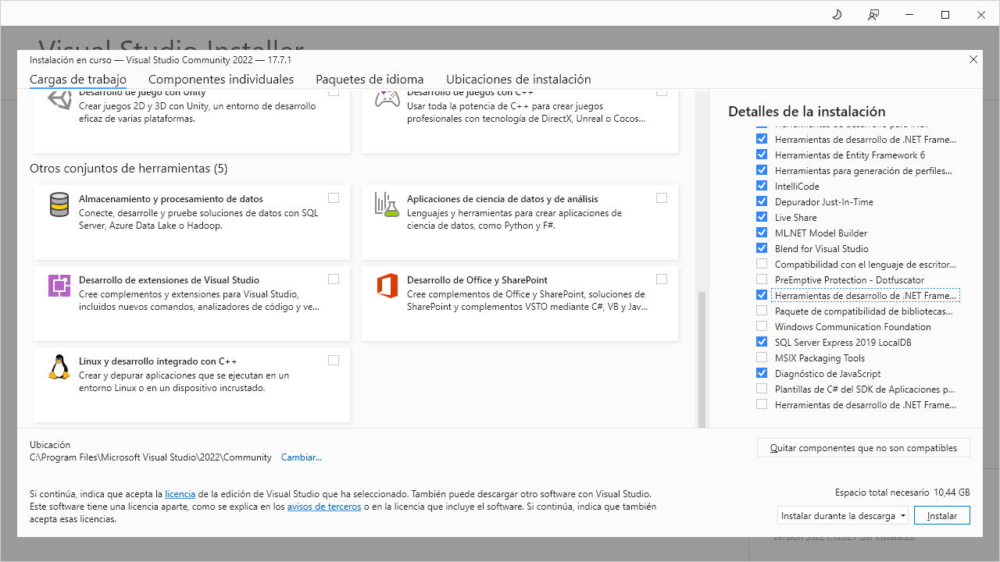 Visual Studio Installer
Instalación en curso — Visual Studio Community 2022 — 17.7.1
Cargas de trabajo
Componentes individuales
Paquetes de idioma
Ubicaciones de instalación
Desarrollo de juego con Unity
Crear juegos 2D y 3D con Unity, un entorno de desarrollo
eficaz de varias plataformas.
Desarrollo de juegos con C++
Usar toda la potencia de C++ para crear juegos
profesionales con tecnología de DirectX, Unreal o Cocos...
Otros conjuntos de herramientas (5)
Almacenamiento y procesamiento de datos
Conecte, desarrolle y pruebe soluciones de datos con SQL
Server, Azure Data Lake o Hadoop.
Aplicaciones de ciencia de datos y de análisis
Lenguajes y herramientas para crear aplicaciones de
ciencia de datos, como Python y F#.
Desarrollo de extensiones de Visual Studio
Cree complementos y extensiones para Visual Studio,
incluidos nuevos comandos, analizadores de código y ve...
Desarrollo de Office y SharePoint
Cree complementos de Office y SharePoint, soluciones de
SharePoint y complementos VSTO mediante C#, VB y Jav...
Linux y desarrollo integrado con C++
Crear y depurar aplicaciones que se ejecutan en un
entorno Linux o en un dispositivo incrustado.
Detalles de la instalación
Herramientas de desarrollo para .NET
Herramientas de desarrollo de .NET Frame...
Herramientas de Entity Framework 6
Herramientas para generación de perfiles...
IntelliCode
Depurador Just-In-Time
Live Share
ML.NET Model Builder
Blend for Visual Studio
Compatibilidad con el lenguaje de escritor...
PreEmptive Protection - Dotfuscator
Herramientas de desarrollo de .NET Frame...
Paquete de compatibilidad de bibliotecas...
Windows Communication Foundation
SQL Server Express 2019 LocalDB
MSIX Packaging Tools
Diagnóstico de JavaScript
Plantillas de C# del SDK de Aplicaciones p...
Herramientas de desarrollo de .NET Frame...
Ubicación
C:\Program Files\Microsoft Visual Studio\2022\Community Cambiar...
Quitar componentes que no son compatibles
Si continúa, indica que acepta la licencia de la edición de Visual Studio que ha seleccionado. También puede descargar otro software con Visual Studio.
Este software tiene una licencia aparte, como se explica en los avisos de terceros o en la licencia que incluye el software. Si continúa, indica que también
acepta esas licencias.
Espacio total necesario 10,44 GB
Instalar durante la descarga
Instalar
del Instalador